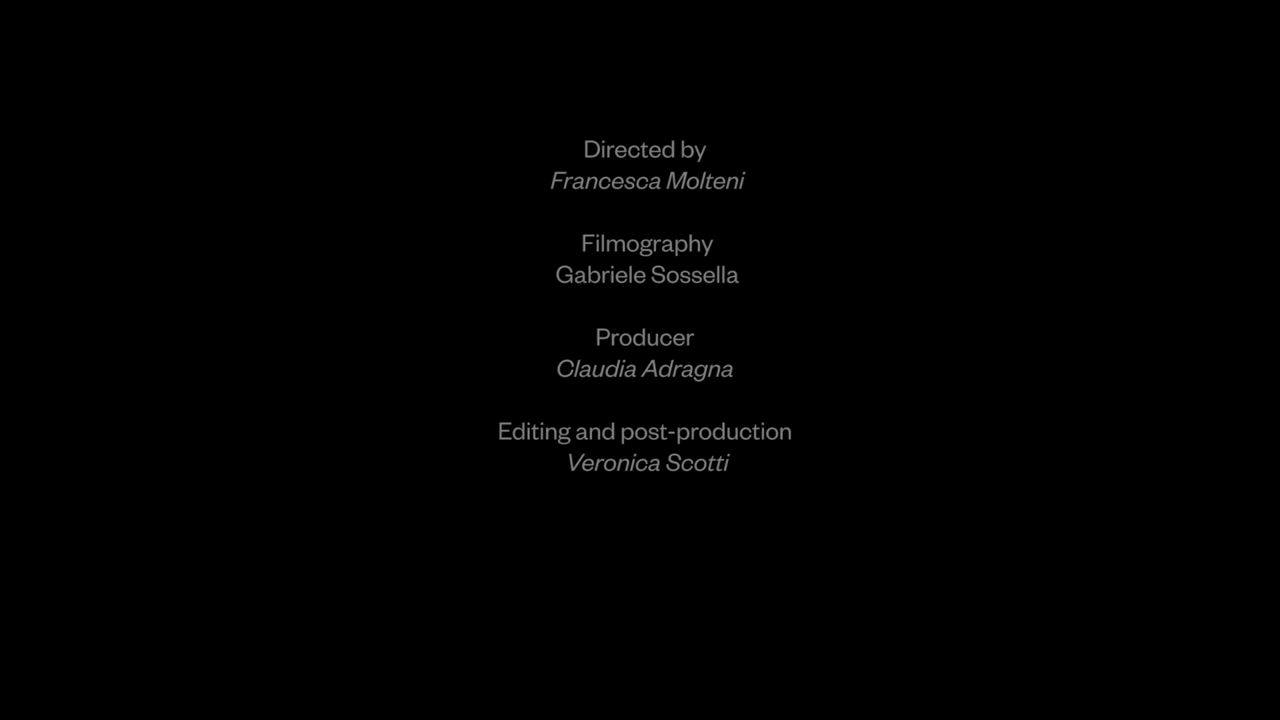 Directed by
Francesca Molteni
Filmography
Gabriele Sossella
Producer
Claudia Adragna
Editing and post-production
Veronica Scotti